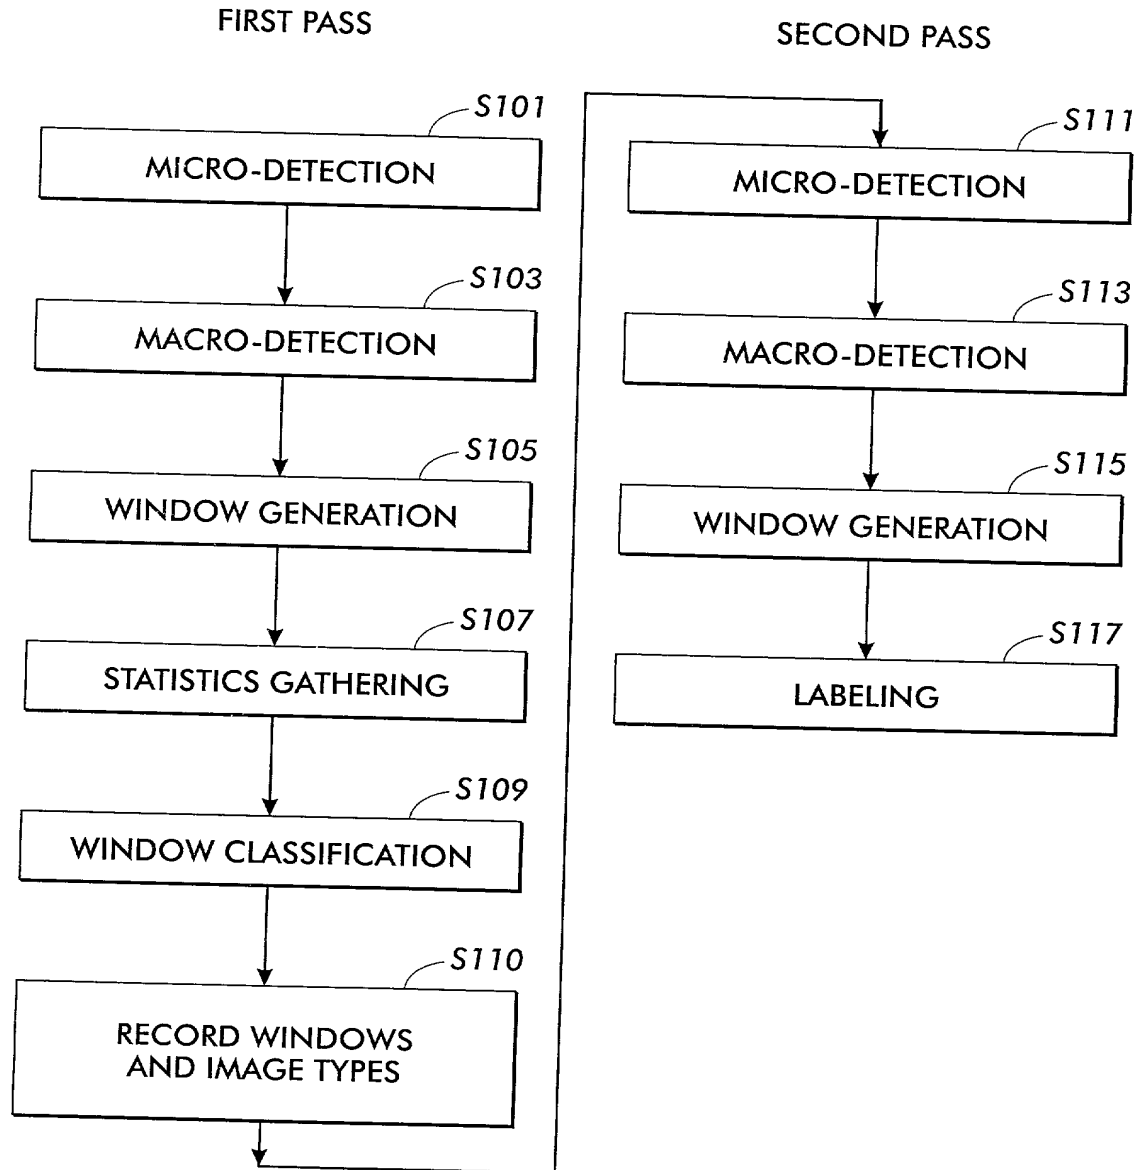 FIRST PASS
S101
MICRO-DETECTION
S103
MACRO-DETECTION
S105
WINDOW GENERATION
S107
STATISTICS GATHERING
S109
WINDOW CLASSIFICATION
S110
RECORD WINDOWS
AND IMAGE TYPES
SECOND PASS
S111
MICRO-DETECTION
S113
MACRO-DETECTION
S115
WINDOW GENERATION
S117
LABELING